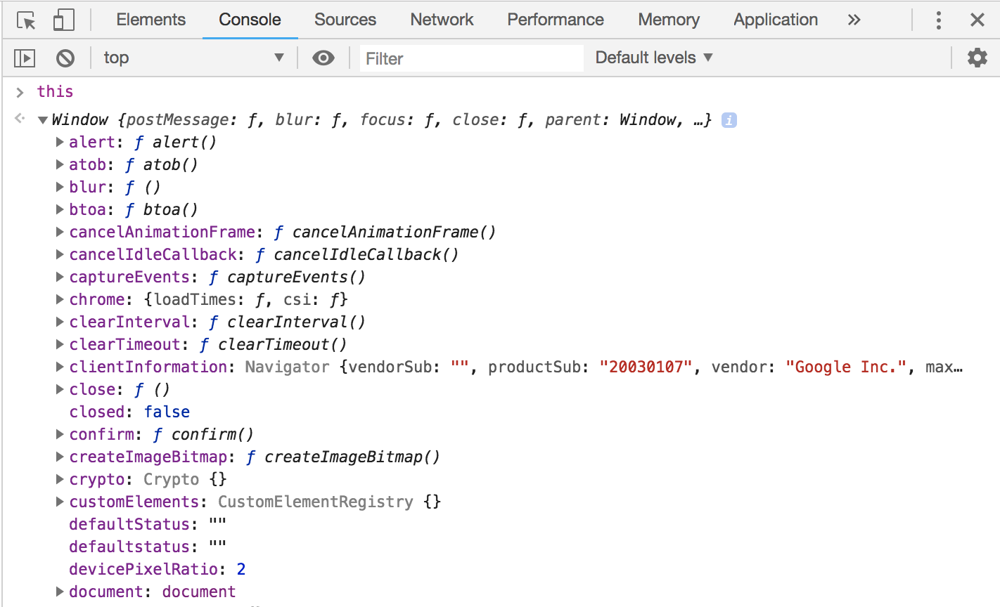 Elements Console Sources Network Performance Memory Application »
top ▼ Filter Default levels ▼
> this
▼Window {postMessage: ƒ, blur: ƒ, focus: ƒ, close: ƒ, parent: Window, …} i
▶alert: ƒ alert()
▶atob: ƒ atob()
▶blur: ƒ ()
▶btoa: ƒ btoa()
▶cancelAnimationFrame: ƒ cancelAnimationFrame()
▶cancelIdleCallback: ƒ cancelIdleCallback()
▶captureEvents: ƒ captureEvents()
▶chrome: {loadTimes: ƒ, csi: ƒ}
▶clearInterval: ƒ clearInterval()
▶clearTimeout: ƒ clearTimeout()
▶clientInformation: Navigator {vendorSub: "", productSub: "20030107", vendor: "Google Inc.", max…
▶close: ƒ ()
closed: false
▶confirm: ƒ confirm()
▶createImageBitmap: ƒ createImageBitmap()
▶crypto: Crypto {}
▶customElements: CustomElementRegistry {}
defaultStatus: ""
defaultstatus: ""
devicePixelRatio: 2
▶document: document